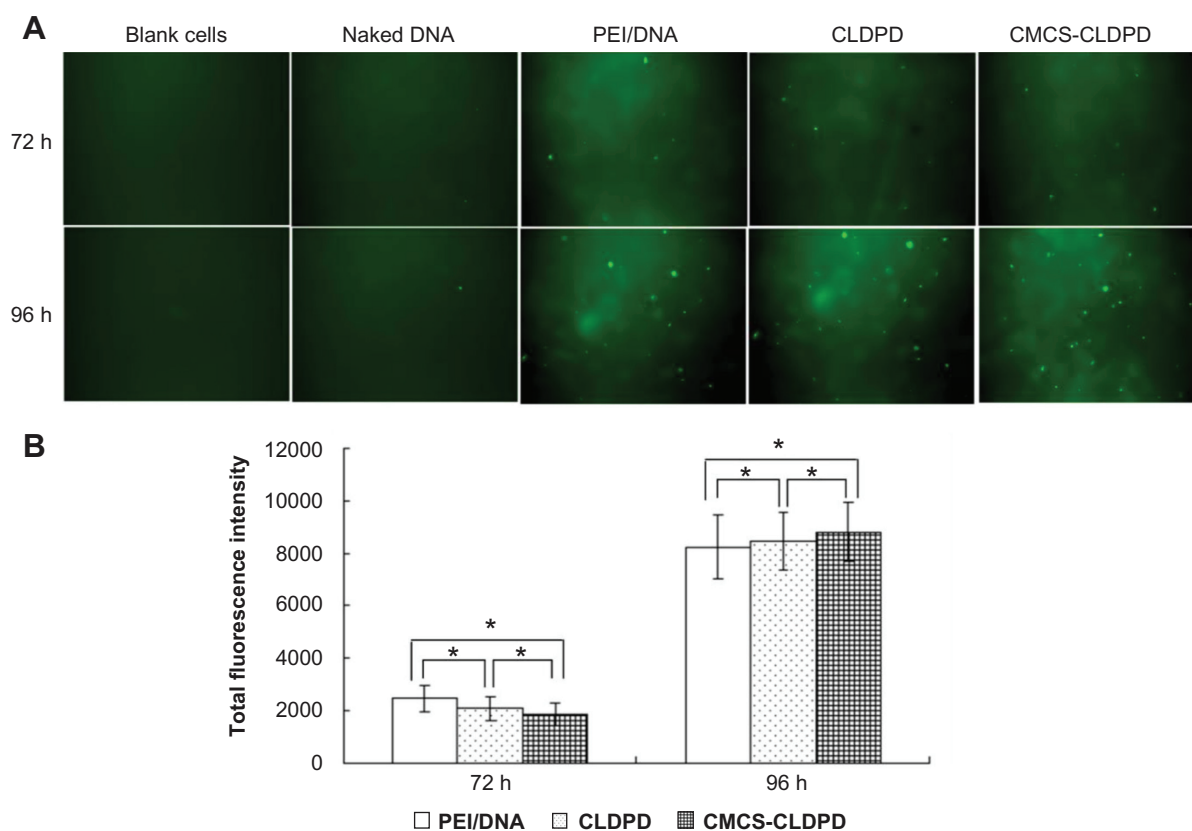 A
Blank cells Naked DNA PEI/DNA CLDPD CMCS-CLDPD
72 h
96 h
B
Total fluorescence intensity
12000
10000
8000
6000
4000
2000
0
* * *
* * *
72 h 96 h
PEI/DNA CLDPD CMCS-CLDPD